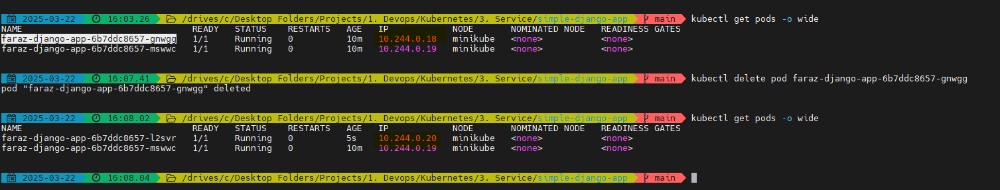 2025-03-22 16:03.26 /drives/c/Desktop Folders/Projects/1. Devops/Kubernetes/3. Service/simple-django-app main kubectl get pods -o wide
NAME READY STATUS RESTARTS AGE IP NODE NOMINATED NODE READINESS GATES
faraz-django-app-6b7ddc8657-gnwgg 1/1 Running 0 10m 10.244.0.18 minikube <none> <none>
faraz-django-app-6b7ddc8657-mswwc 1/1 Running 0 10m 10.244.0.19 minikube <none> <none>
2025-03-22 16:07.41 /drives/c/Desktop Folders/Projects/1. Devops/Kubernetes/3. Service/simple-django-app main kubectl delete pod faraz-django-app-6b7ddc8657-gnwgg
pod "faraz-django-app-6b7ddc8657-gnwgg" deleted
2025-03-22 16:08.02 /drives/c/Desktop Folders/Projects/1. Devops/Kubernetes/3. Service/simple-django-app main kubectl get pods -o wide
NAME READY STATUS RESTARTS AGE IP NODE NOMINATED NODE READINESS GATES
faraz-django-app-6b7ddc8657-l2svr 1/1 Running 0 5s 10.244.0.20 minikube <none> <none>
faraz-django-app-6b7ddc8657-mswwc 1/1 Running 0 10m 10.244.0.19 minikube <none> <none>
2025-03-22 16:08.04 /drives/c/Desktop Folders/Projects/1. Devops/Kubernetes/3. Service/simple-django-app main